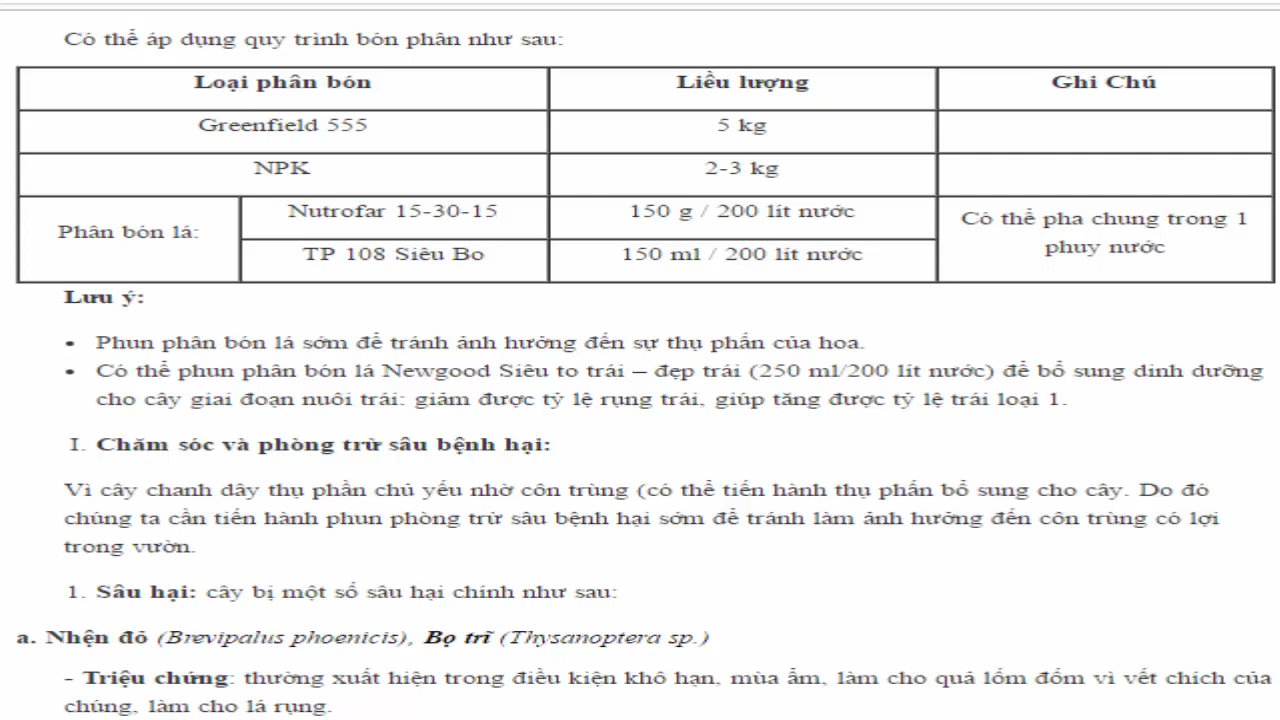 Có thể áp dụng quy trình bón phân như sau:
Loại phân bón Liều lượng Ghi Chú
Greenfield 555 5 kg
NPK 2-3 kg
Phân bón lá: Nutrofar 15-30-15 150 g / 200 lít nước Có thể pha chung trong 1 phuy nước
TP 108 Siêu Bo 150 ml / 200 lít nước
Lưu ý:
• Phun phân bón lá sớm để tránh ảnh hưởng đến sự thụ phấn của hoa.
• Có thể phun phân bón lá Newgood Siêu to trái – đẹp trái (250 ml/200 lít nước) để bổ sung dinh dưỡng
cho cây giai đoạn nuôi trái: giảm được tỷ lệ rụng trái, giúp tăng được tỷ lệ trái loại 1.
I. Chăm sóc và phòng trừ sâu bệnh hại:
Vì cây chanh dây thụ phần chủ yếu nhờ côn trùng (có thể tiến hành thụ phấn bổ sung cho cây. Do đó
chúng ta cần tiến hành phun phòng trừ sâu bệnh hại sớm để tránh làm ảnh hưởng đến côn trùng có lợi
trong vườn.
1. Sâu hại: cây bị một số sâu hại chính như sau:
a. Nhện đỏ (Brevipalus phoenicis), Bọ trĩ (Thysanoptera sp.)
- Triệu chứng: thường xuất hiện trong điều kiện khô hạn, mùa ẩm, làm cho quả lốm đốm vì vết chích của
chúng, làm cho lá rụng.